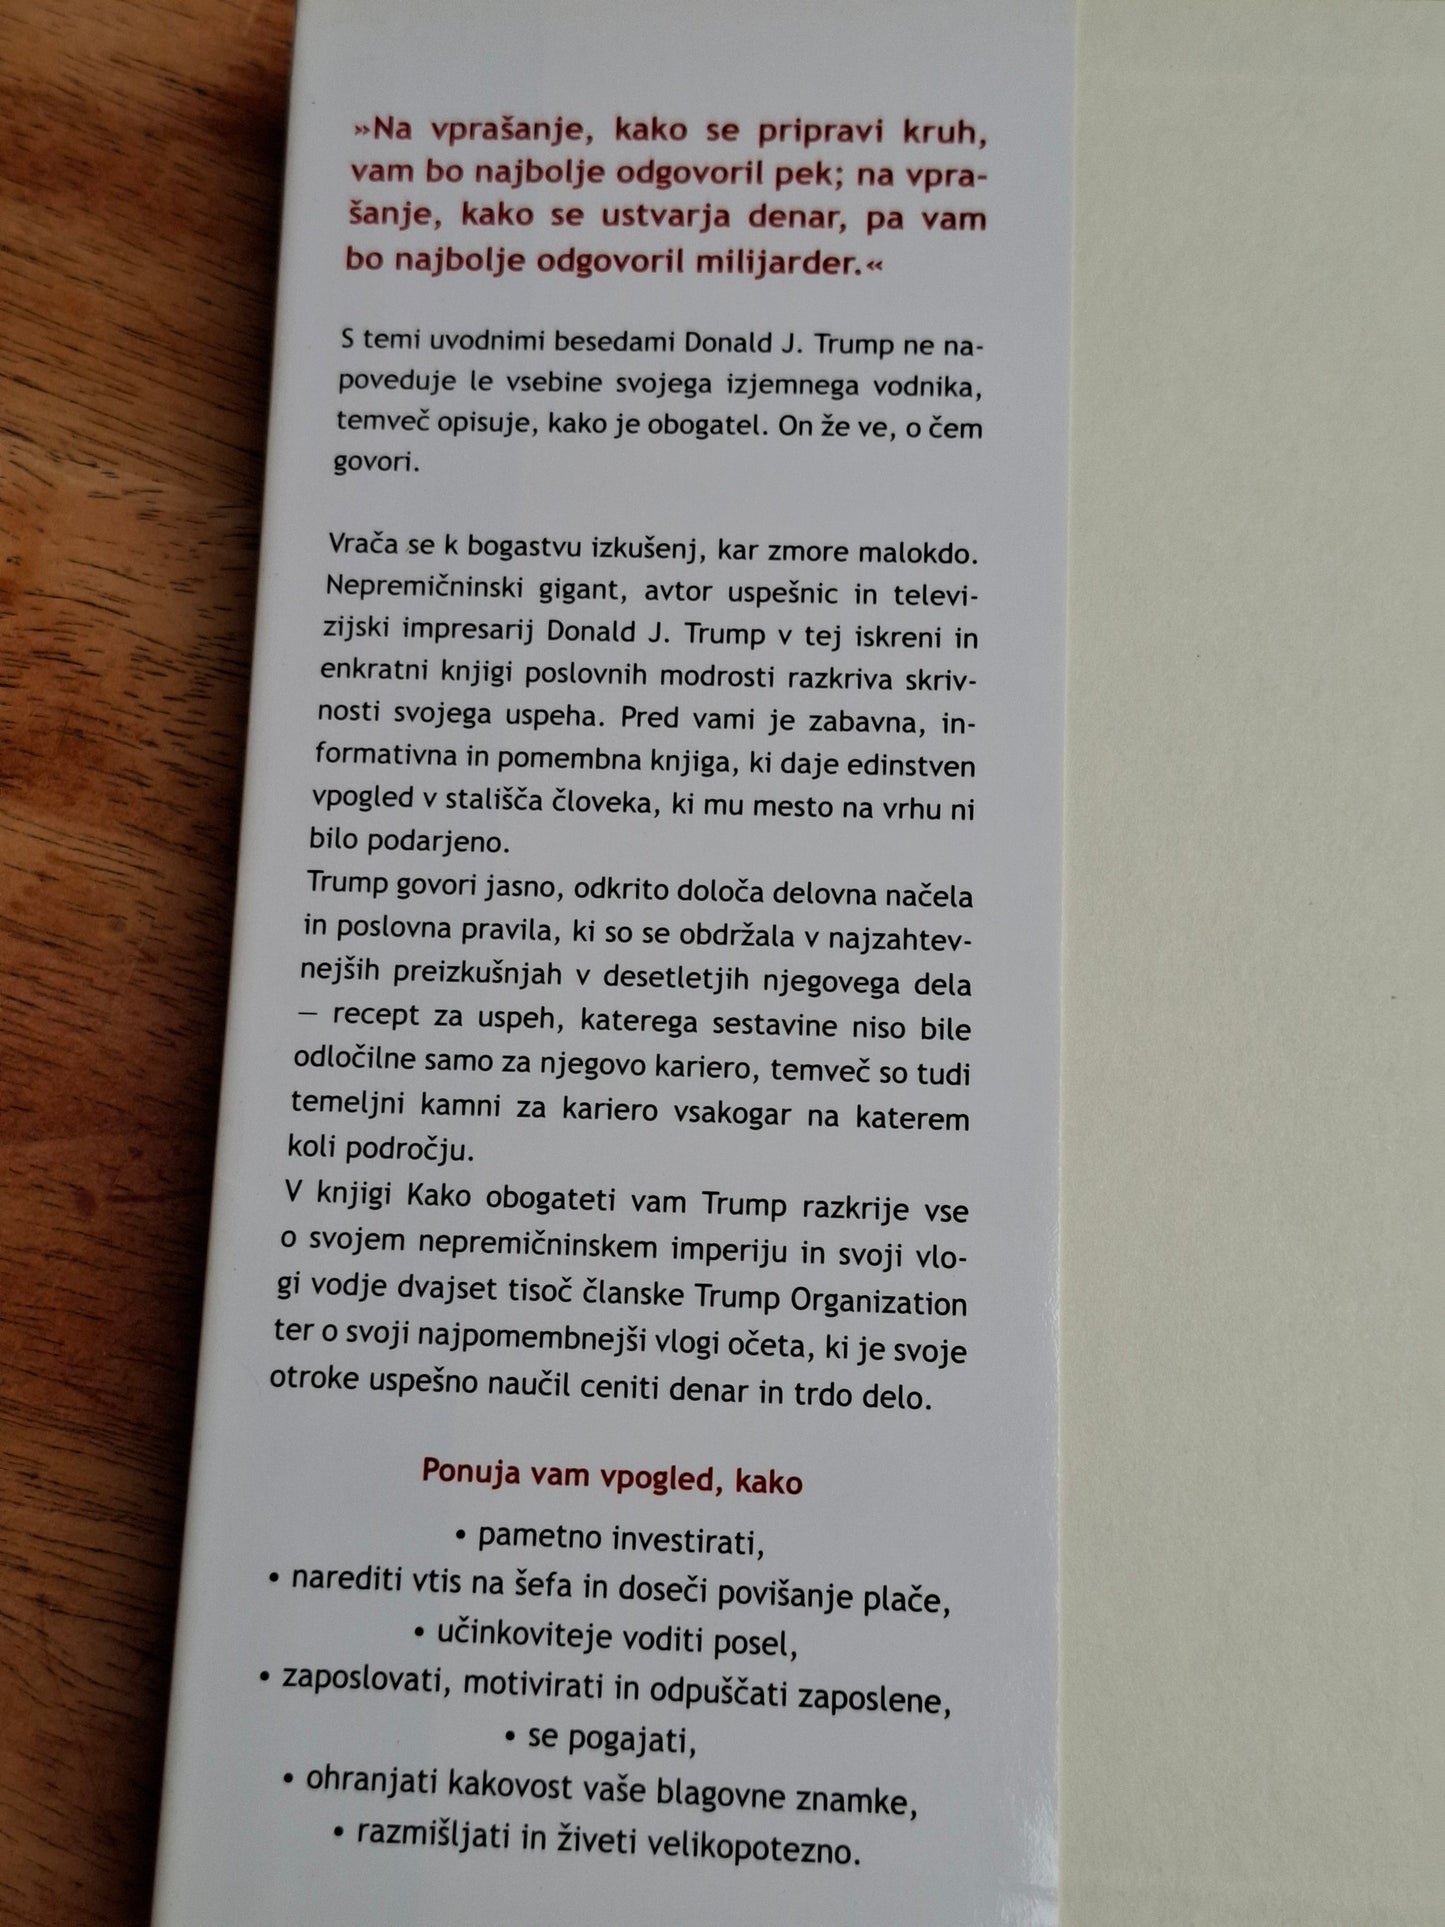 »Na vprašanje, kako se pripravi kruh,
vam bo najbolje odgovoril pek; na vpra-
šanje, kako se ustvarja denar, pa vam
bo najbolje odgovoril milijarder.«
S temi uvodnimi besedami Donald J. Trump ne na-
poveduje le vsebine svojega izjemnega vodnika,
temveč opisuje, kako je obogatel. On že ve, o čem
govori.
Vrača se k bogastvu izkušenj, kar zmore malokdo.
Nepremičninski gigant, avtor uspešnic in televi-
zijski impresarij Donald J. Trump v tej iskreni in
enkratni knjigi poslovnih modrosti razkriva skriv-
nosti svojega uspeha. Pred vami je zabavna, in-
formativna in pomembna knjiga, ki daje edinstven
vpogled v stališča človeka, ki mu mesto na vrhu ni
bilo podarjeno.
Trump govori jasno, odkrito določa delovna načela
in poslovna pravila, ki so se obdržala v najzahtev-
nejših preizkušnjah v desetletjih njegovega dela
– recept za uspeh, katerega sestavine niso bile
odločilne samo za njegovo kariero, temveč so tudi
temeljni kamni za kariero vsakogar na katerem
koli področju.
V knjigi Kako obogateti vam Trump razkrije vse
o svojem nepremičninskem imperiju in svoji vlo-
gi vodje dvajset tisoč članske Trump Organization
ter o svoji najpomembnejši vlogi očeta, ki je svoje
otroke uspešno naučil ceniti denar in trdo delo.
Ponuja vam vpogled, kako
• pametno investirati,
• narediti vtis na šefa in doseči povišanje plače,
• učinkoviteje voditi posel,
• zaposlovati, motivirati in odpuščati zaposlene,
• se pogajati,
• ohranjati kakovost vaše blagovne znamke,
• razmišljati in živeti velikopotezno.